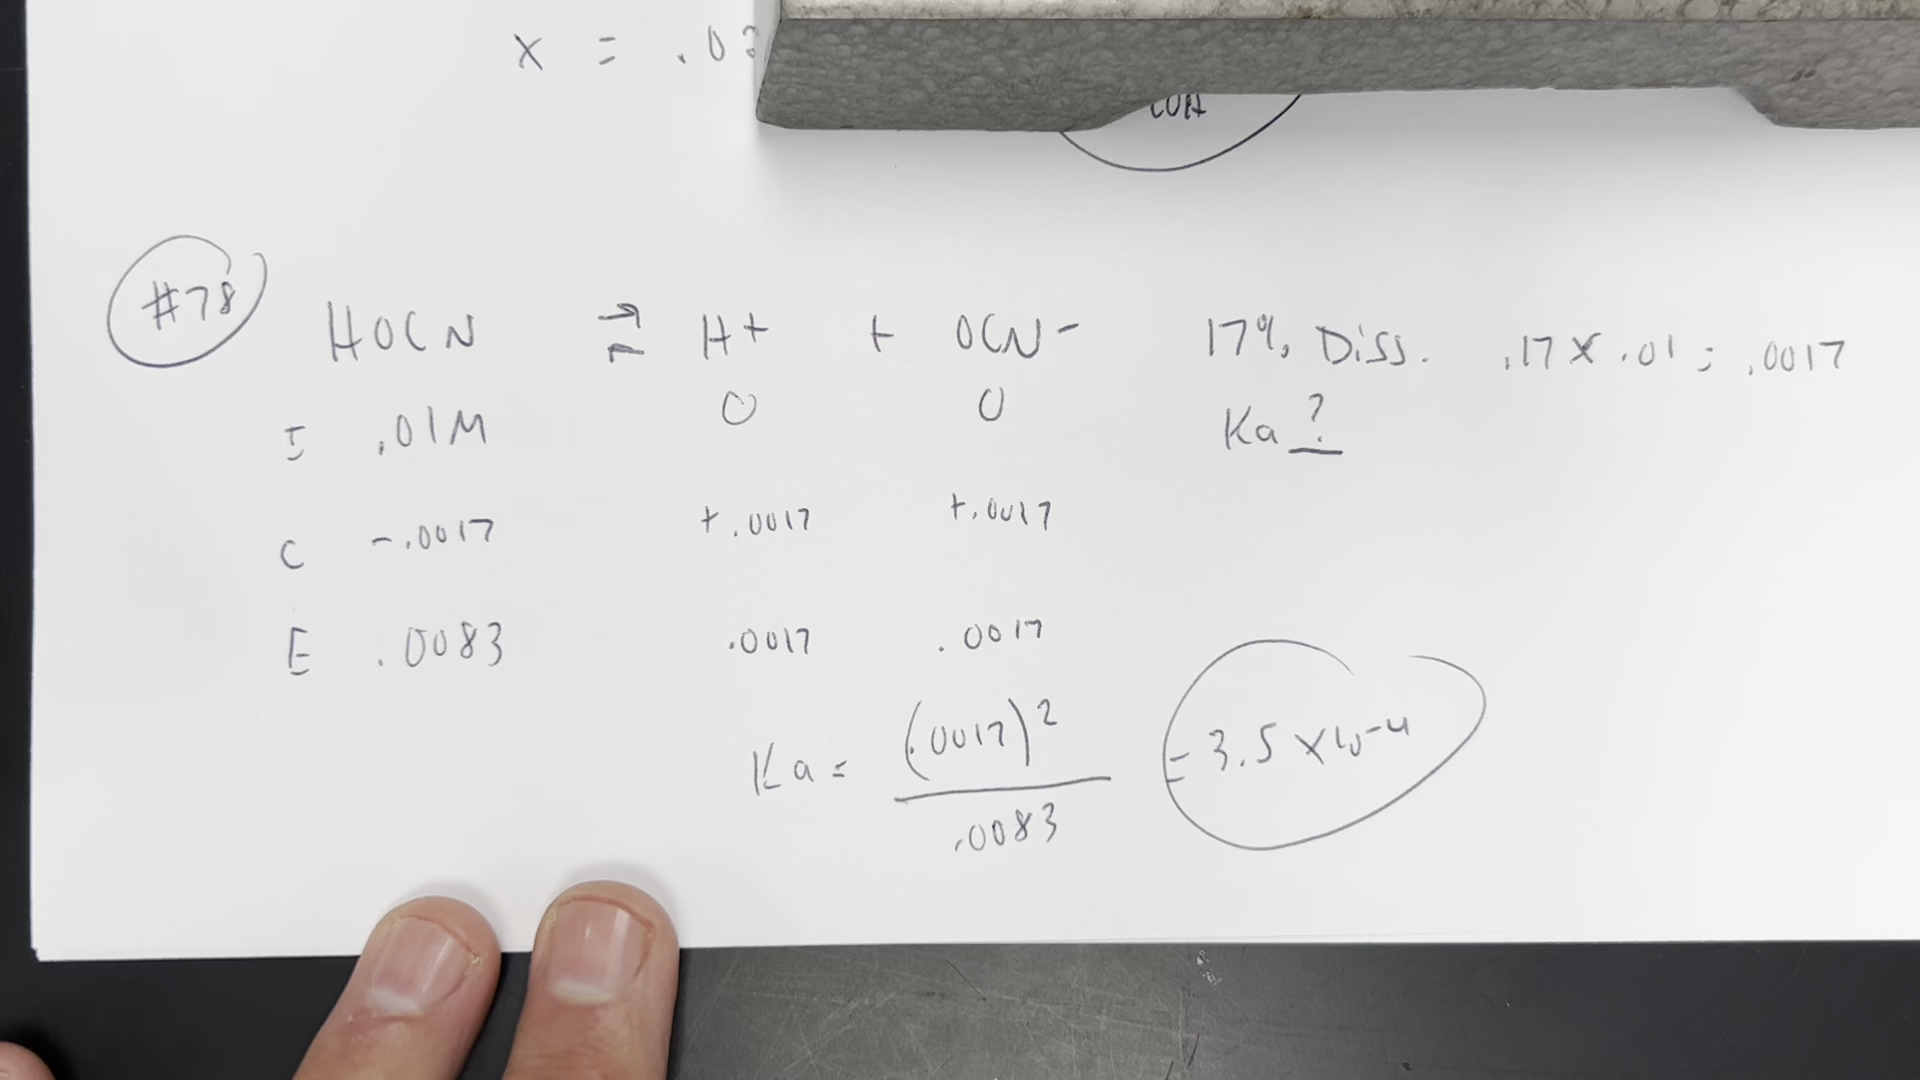 x = .0
#78
HOCN ⇌ H+ + OCN- 17% Diss. .17 x .01 = .0017
I .01M 0 0 Ka ?
C -.0017 +.0017 +.0017
E .0083 .0017 .0017
Ka = (.0017)2 / .0083 = 3.5 x 10-4